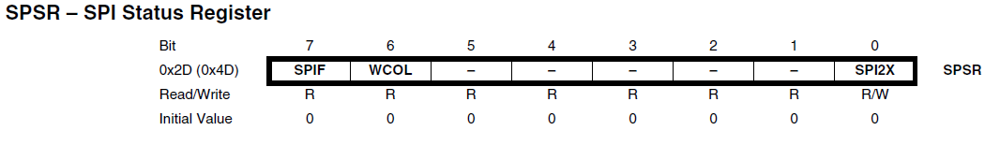 SPSR – SPI Status Register
Bit 7 6 5 4 3 2 1 0
0x2D (0x4D) SPIF WCOL – – – – – SPI2X SPSR
Read/Write R R R R R R R R/W
Initial Value 0 0 0 0 0 0 0 0